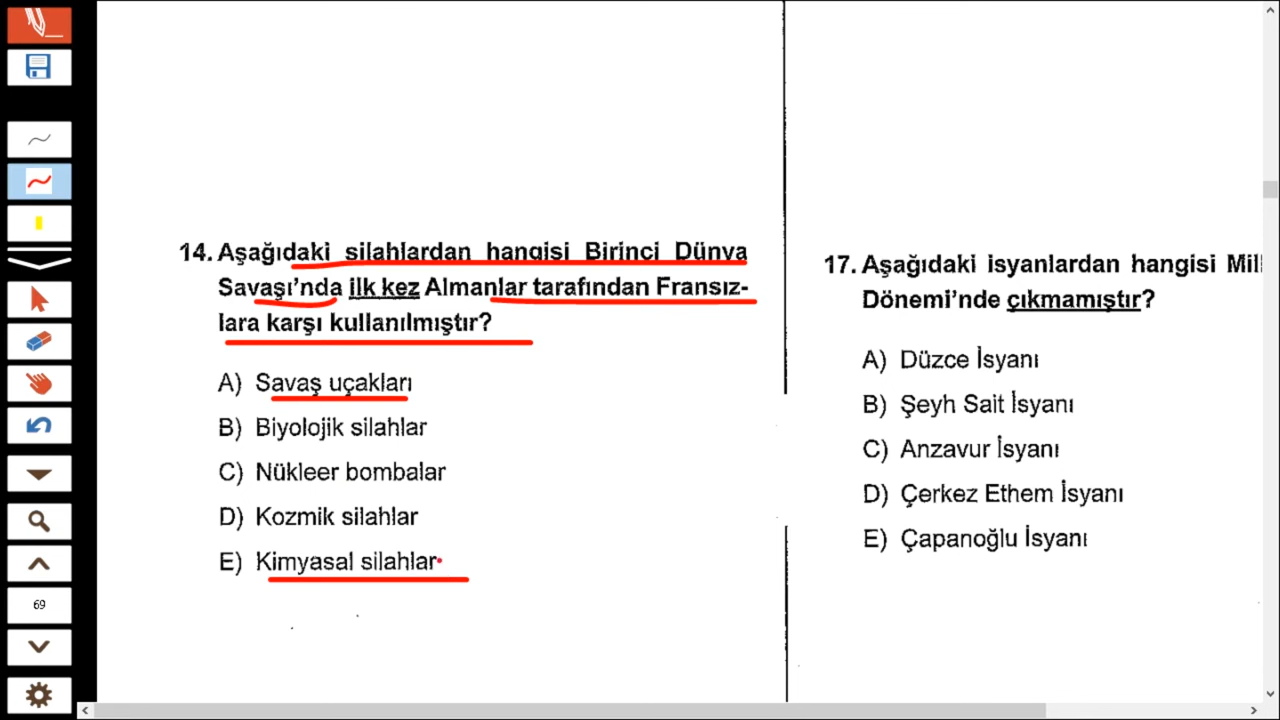 14. Aşağıdaki silahlardan hangisi Birinci Dünya
Savaşı'nda ilk kez Almanlar tarafından Fransız-
lara karşı kullanılmıştır?
A) Savaş uçakları
B) Biyolojik silahlar
C) Nükleer bombalar
D) Kozmik silahlar
E) Kimyasal silahlar
17. Aşağıdaki isyanlardan hangisi Mil
Dönemi'nde çıkmamıştır?
A) Düzce İsyanı
B) Şeyh Sait İsyanı
C) Anzavur İsyanı
D) Çerkez Ethem İsyanı
E) Çapanoğlu İsyanı
69